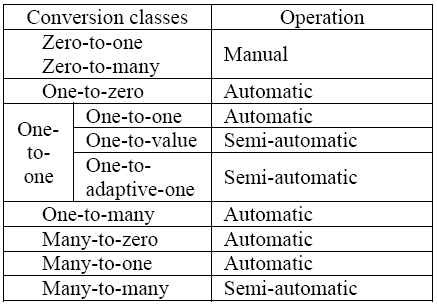 Conversion classes Operation
Zero-to-one
Zero-to-many
Manual
One-to-zero Automatic
One-
to-
one
One-to-one Automatic
One-to-value Semi-automatic
One-to-
adaptive-one
Semi-automatic
One-to-many Automatic
Many-to-zero Automatic
Many-to-one Automatic
Many-to-many Semi-automatic